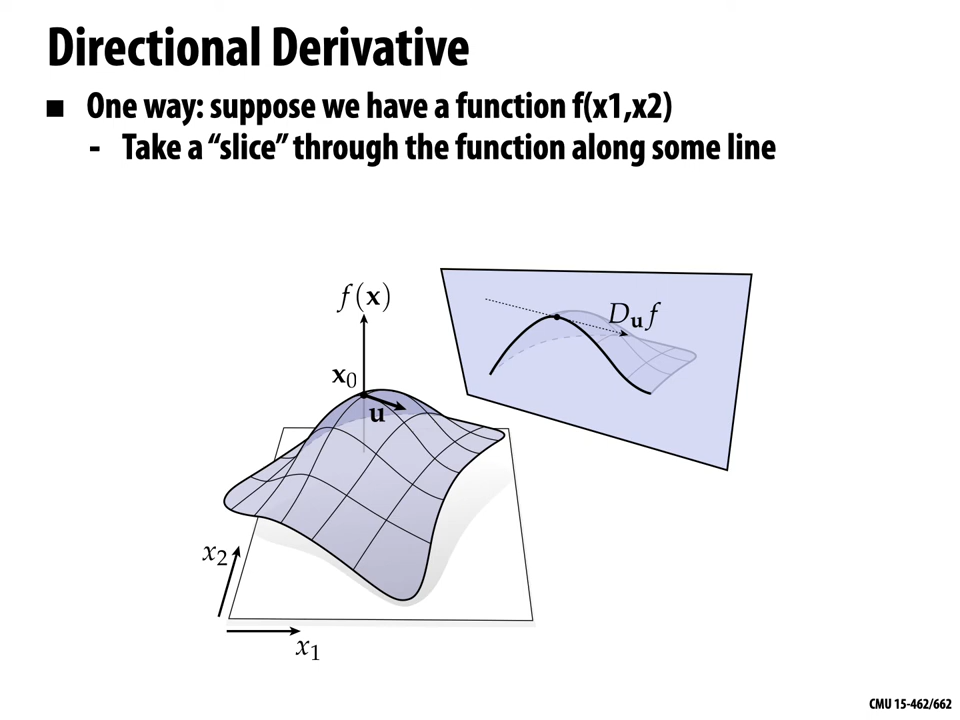 Directional Derivative
■ One way: suppose we have a function f(x1,x2)
- Take a “slice” through the function along some line
f(x)
D_u f
x₀
u
x₂
x₁
CMU 15-462/662